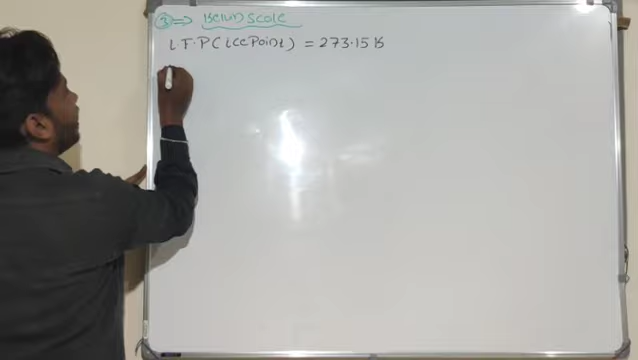 ③⇒ Kelvin Scale
L.F.P (Ice Point) = 273.15 K